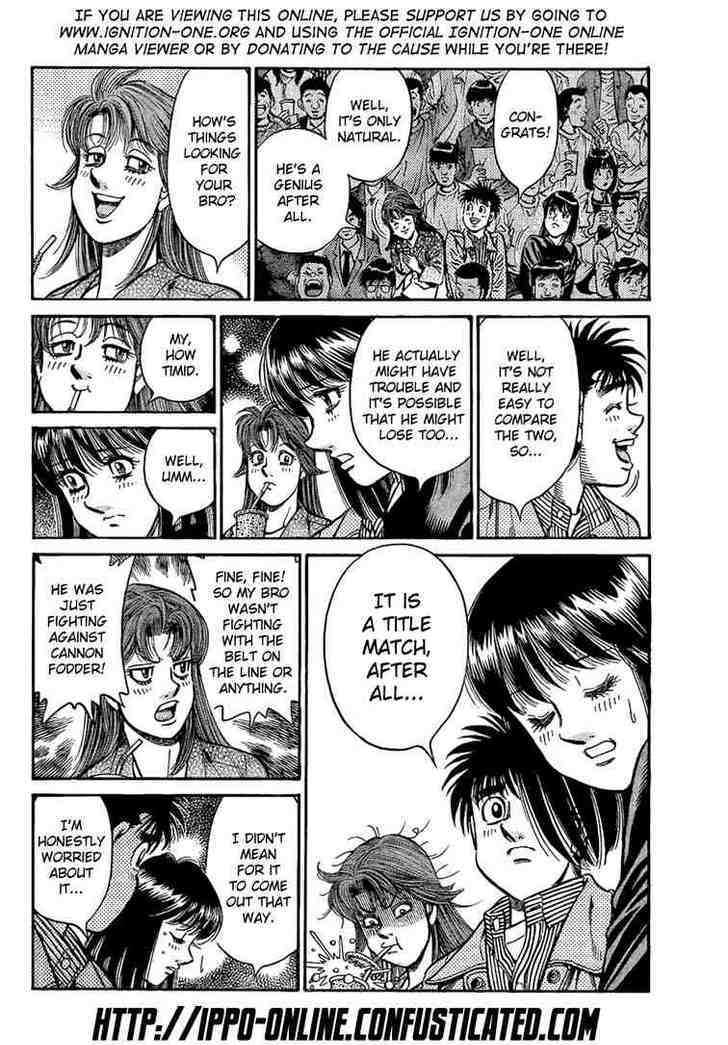 IF YOU ARE VIEWING THIS ONLINE, PLEASE SUPPORT US BY GOING TO
WWW.IGNITION-ONE.ORG AND USING THE OFFICIAL IGNITION-ONE ONLINE
MANGA VIEWER OR BY DONATING TO THE CAUSE WHILE YOU'RE THERE!
CON-
GRATS!
WELL,
IT'S ONLY
NATURAL.
HE'S A
GENIUS
AFTER
ALL.
HOW'S
THINGS
LOOKING
FOR
YOUR
BRO?
WELL,
IT'S NOT
REALLY
EASY TO
COMPARE
THE TWO,
SO...
HE ACTUALLY
MIGHT HAVE
TROUBLE AND
IT'S POSSIBLE
THAT HE MIGHT
LOSE TOO...
MY,
HOW
TIMID.
WELL,
UMM...
IT IS
A TITLE
MATCH,
AFTER
ALL...
FINE, FINE!
SO MY BRO
WASN'T
FIGHTING
WITH THE
BELT ON
THE LINE OR
ANYTHING.
HE WAS
JUST
FIGHTING
AGAINST
CANNON
FODDER!
I DIDN'T
MEAN
FOR IT
TO COME
OUT THAT
WAY.
I'M
HONESTLY
WORRIED
ABOUT
IT...
HTTP://IPPO-ONLINE.CONFUSTICATED.COM